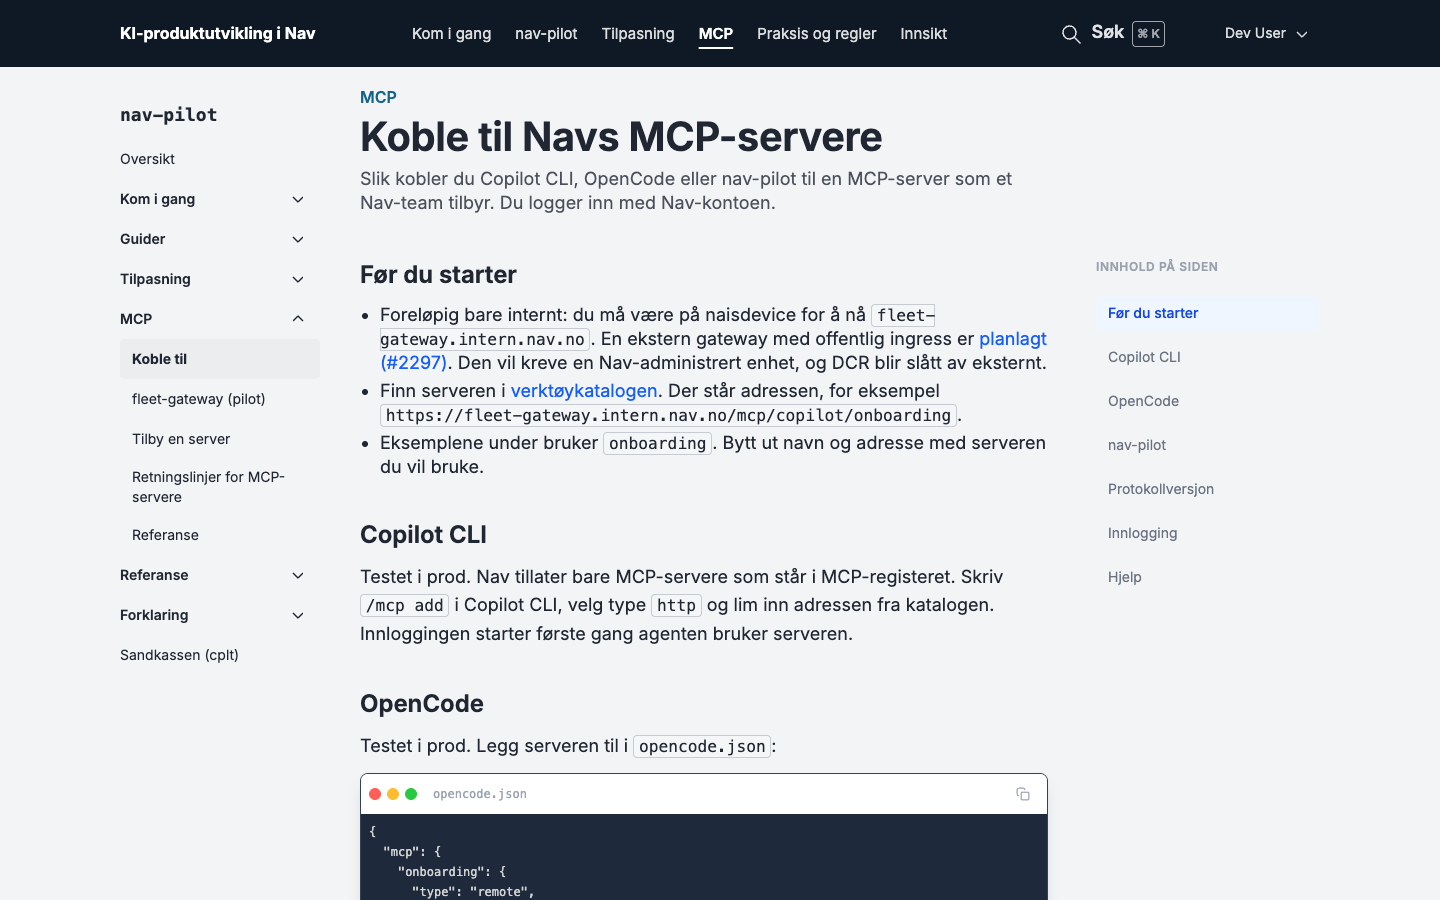 KI-produktutvikling i Nav
Kom i gang
nav-pilot
Tilpasning
MCP
Praksis og regler
Innsikt
Søk ⌘ K
Dev User
nav-pilot
Oversikt
Kom i gang
Guider
Tilpasning
MCP
Koble til
fleet-gateway (pilot)
Tilby en server
Retningslinjer for MCP-
servere
Referanse
Referanse
Forklaring
Sandkassen (cplt)
MCP
Koble til Navs MCP-servere
Slik kobler du Copilot CLI, OpenCode eller nav-pilot til en MCP-server som et
Nav-team tilbyr. Du logger inn med Nav-kontoen.
Før du starter
• Foreløpig bare internt: du må være på naisdevice for å nå fleet-
gateway.intern.nav.no. En ekstern gateway med offentlig ingress er planlagt
(#2297). Den vil kreve en Nav-administrert enhet, og DCR blir slått av eksternt.
• Finn serveren i verktøykatalogen. Der står adressen, for eksempel
https://fleet-gateway.intern.nav.no/mcp/copilot/onboarding.
• Eksemplene under bruker onboarding. Bytt ut navn og adresse med serveren
du vil bruke.
Copilot CLI
Testet i prod. Nav tillater bare MCP-servere som står i MCP-registeret. Skriv
/mcp add i Copilot CLI, velg type http og lim inn adressen fra katalogen.
Innloggingen starter første gang agenten bruker serveren.
OpenCode
Testet i prod. Legg serveren til i opencode.json:
opencode.json
{
"mcp": {
"onboarding": {
"type": "remote",
INNHOLD PÅ SIDEN
Før du starter
Copilot CLI
OpenCode
nav-pilot
Protokollversjon
Innlogging
Hjelp